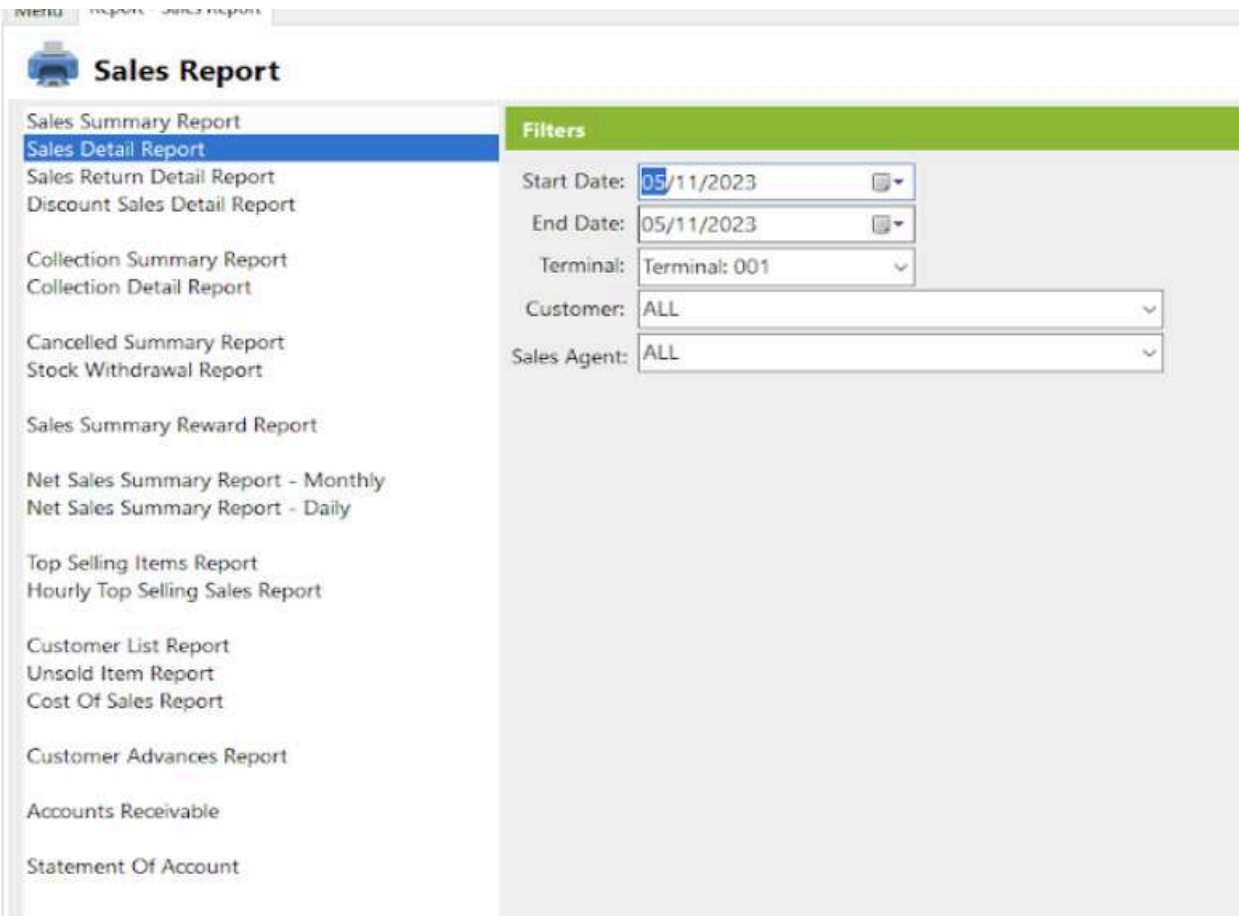 Menu Report - Sales Report
Sales Report
Sales Summary Report
Sales Detail Report
Sales Return Detail Report
Discount Sales Detail Report
Collection Summary Report
Collection Detail Report
Cancelled Summary Report
Stock Withdrawal Report
Sales Summary Reward Report
Net Sales Summary Report - Monthly
Net Sales Summary Report - Daily
Top Selling Items Report
Hourly Top Selling Sales Report
Customer List Report
Unsold Item Report
Cost Of Sales Report
Customer Advances Report
Accounts Receivable
Statement Of Account
Filters
Start Date: 05/11/2023
End Date: 05/11/2023
Terminal: Terminal: 001
Customer: ALL
Sales Agent: ALL